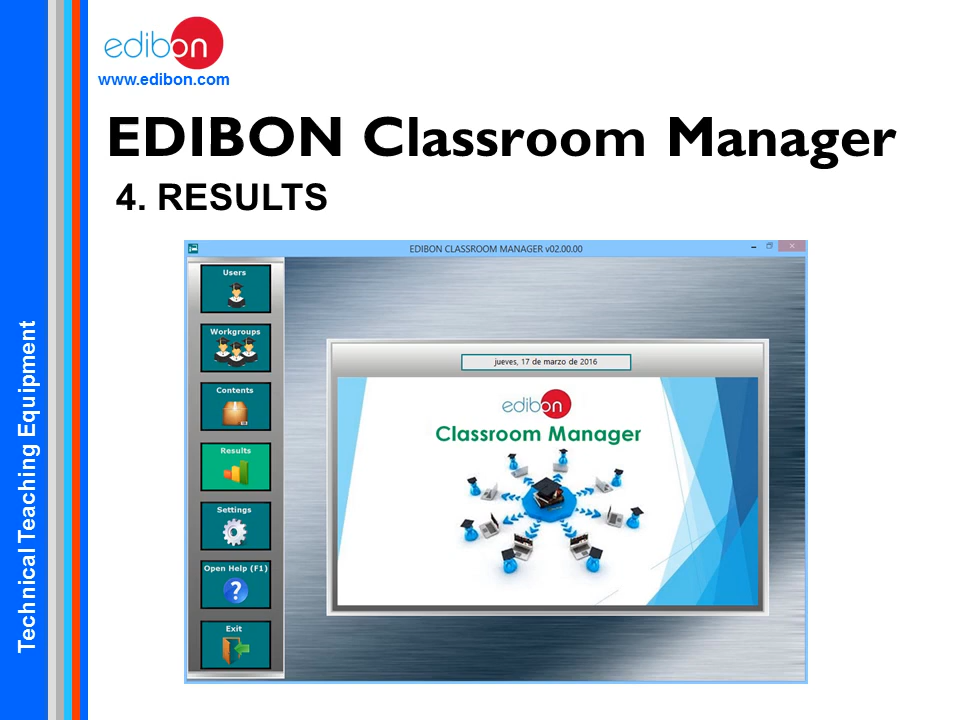 edibon
www.edibon.com
EDIBON Classroom Manager
4. RESULTS
Technical Teaching Equipment
EDIBON CLASSROOM MANAGER v02.00.00
Users
Workgroups
Contents
Results
Settings
Open Help (F1)
Exit
jueves, 17 de marzo de 2016
edibon
Classroom Manager